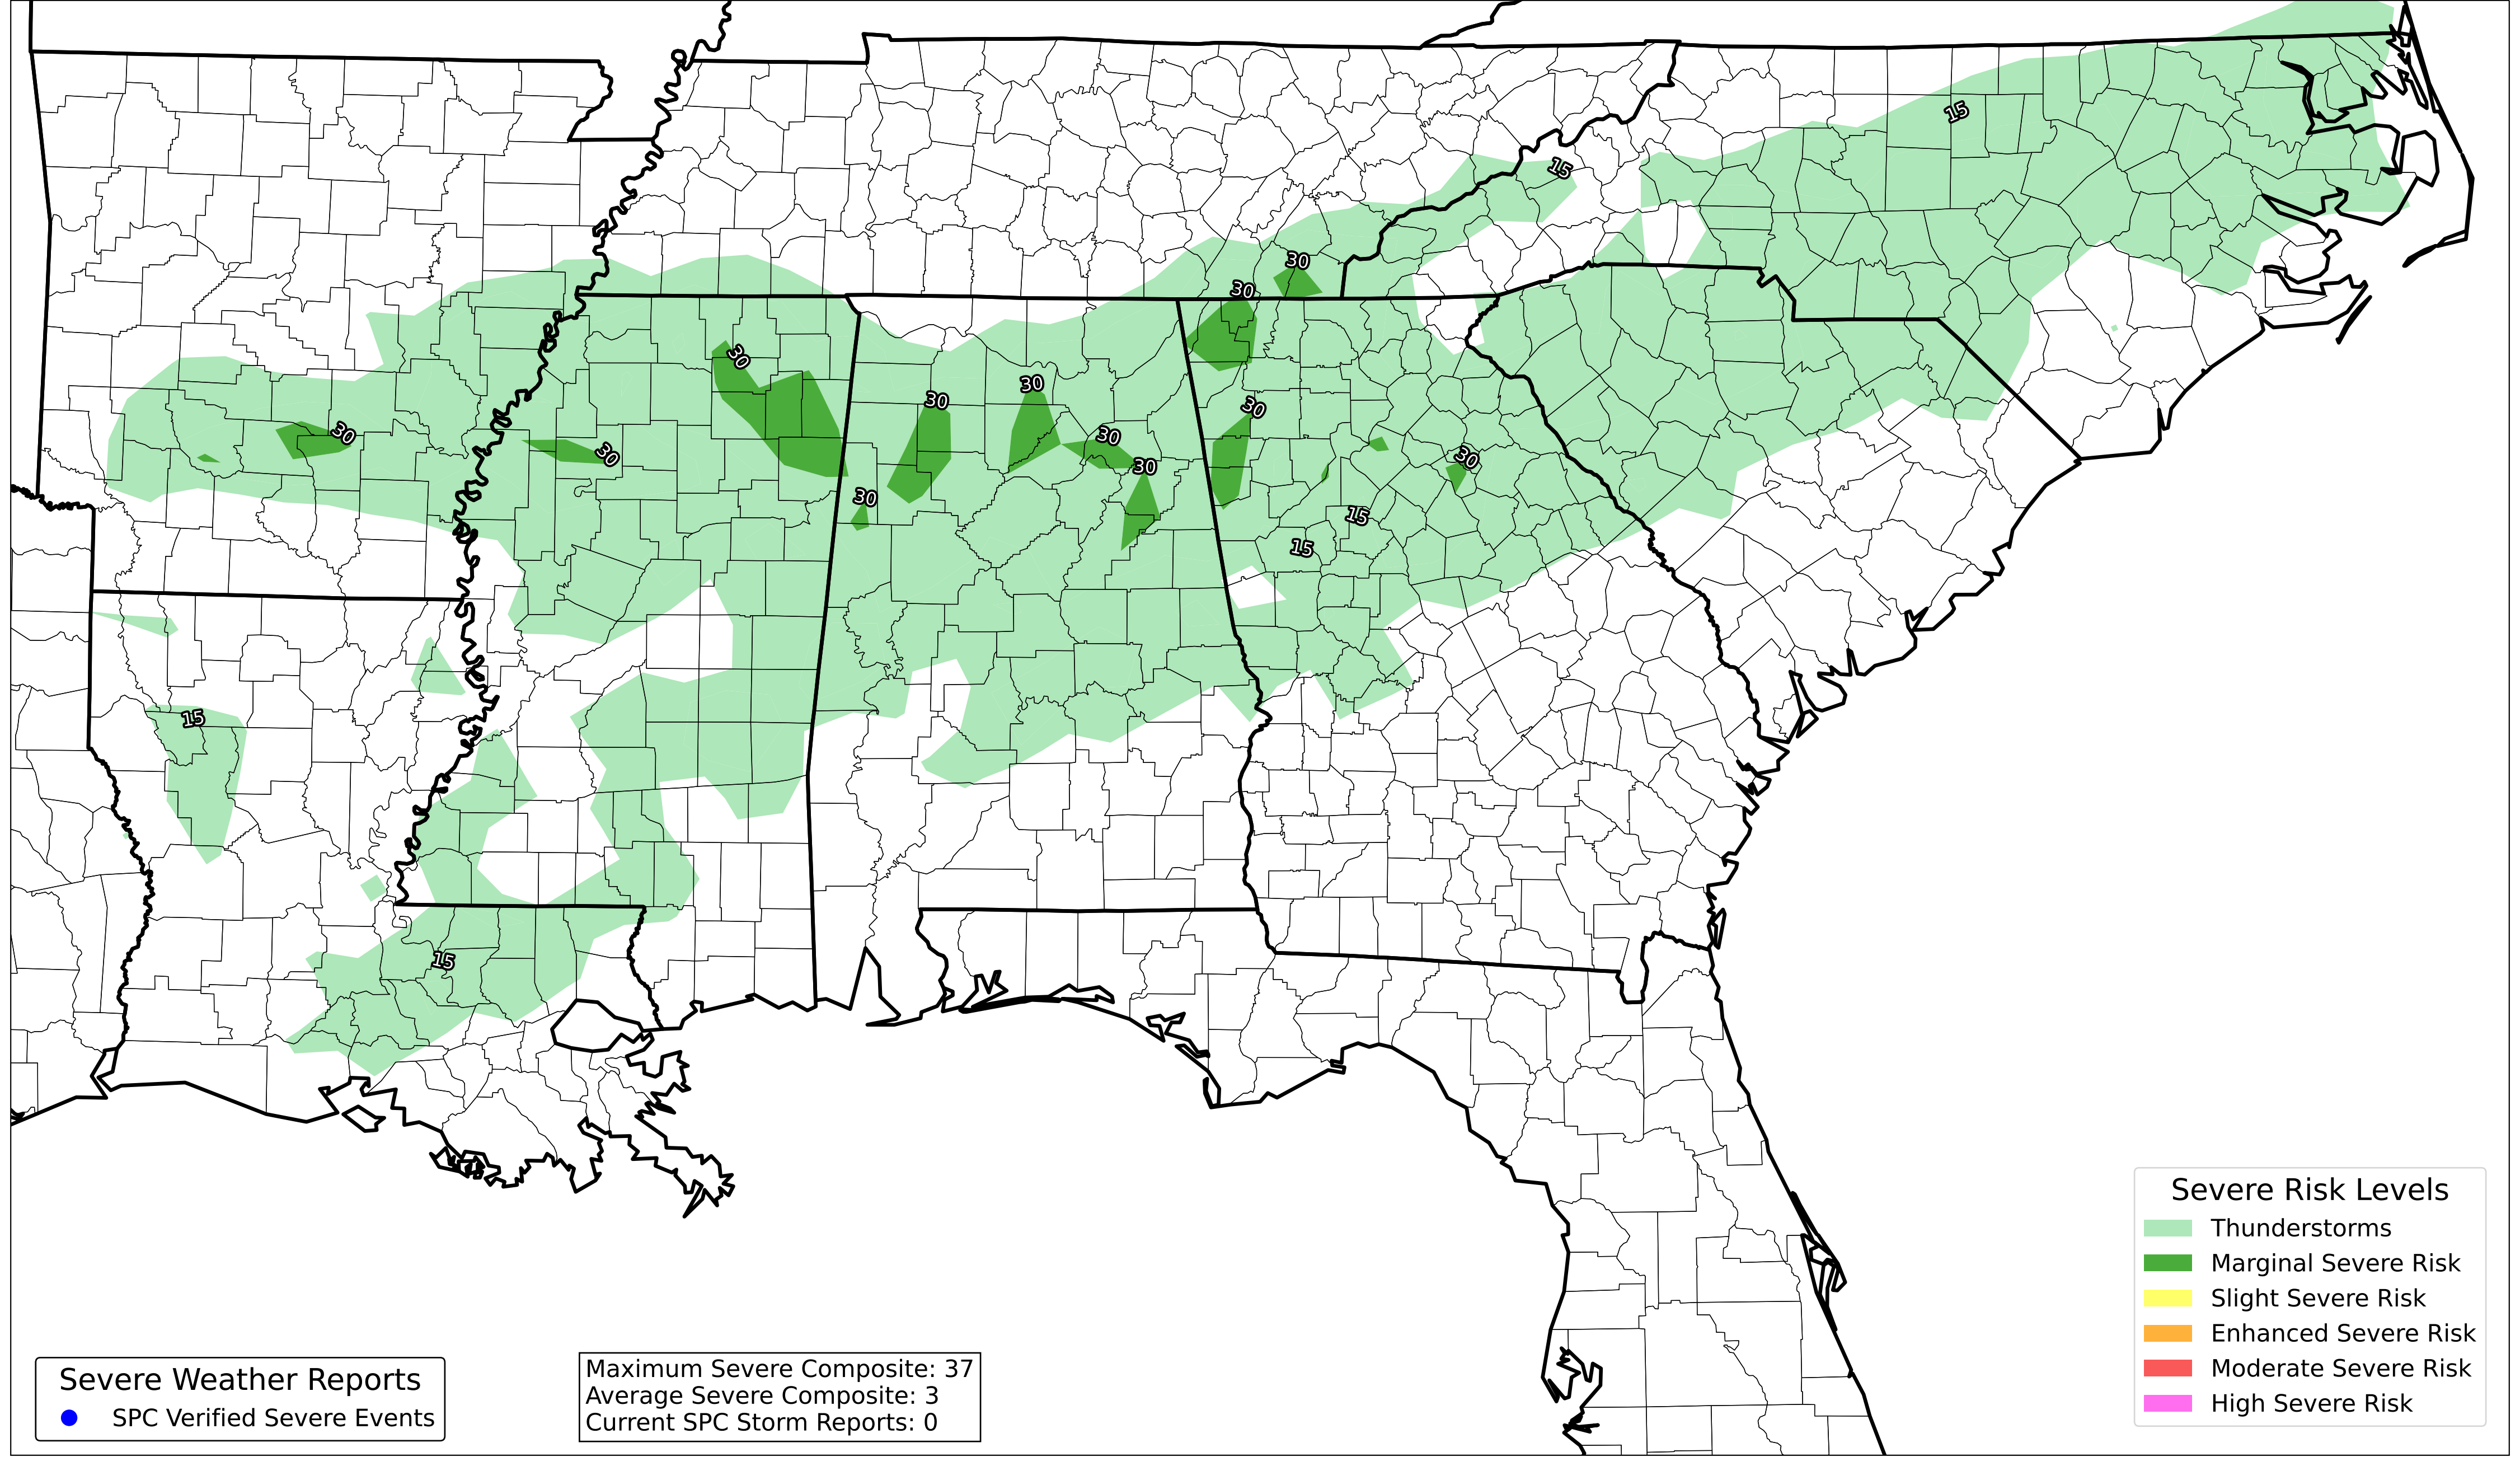 15
15
30
30
30
30
30
30
30
30
30
30
30
30
15
15
15
15
Severe Risk Levels
Thunderstorms
Marginal Severe Risk
Slight Severe Risk
Enhanced Severe Risk
Moderate Severe Risk
High Severe Risk
Severe Weather Reports
SPC Verified Severe Events
Maximum Severe Composite: 37
Average Severe Composite: 3
Current SPC Storm Reports: 0